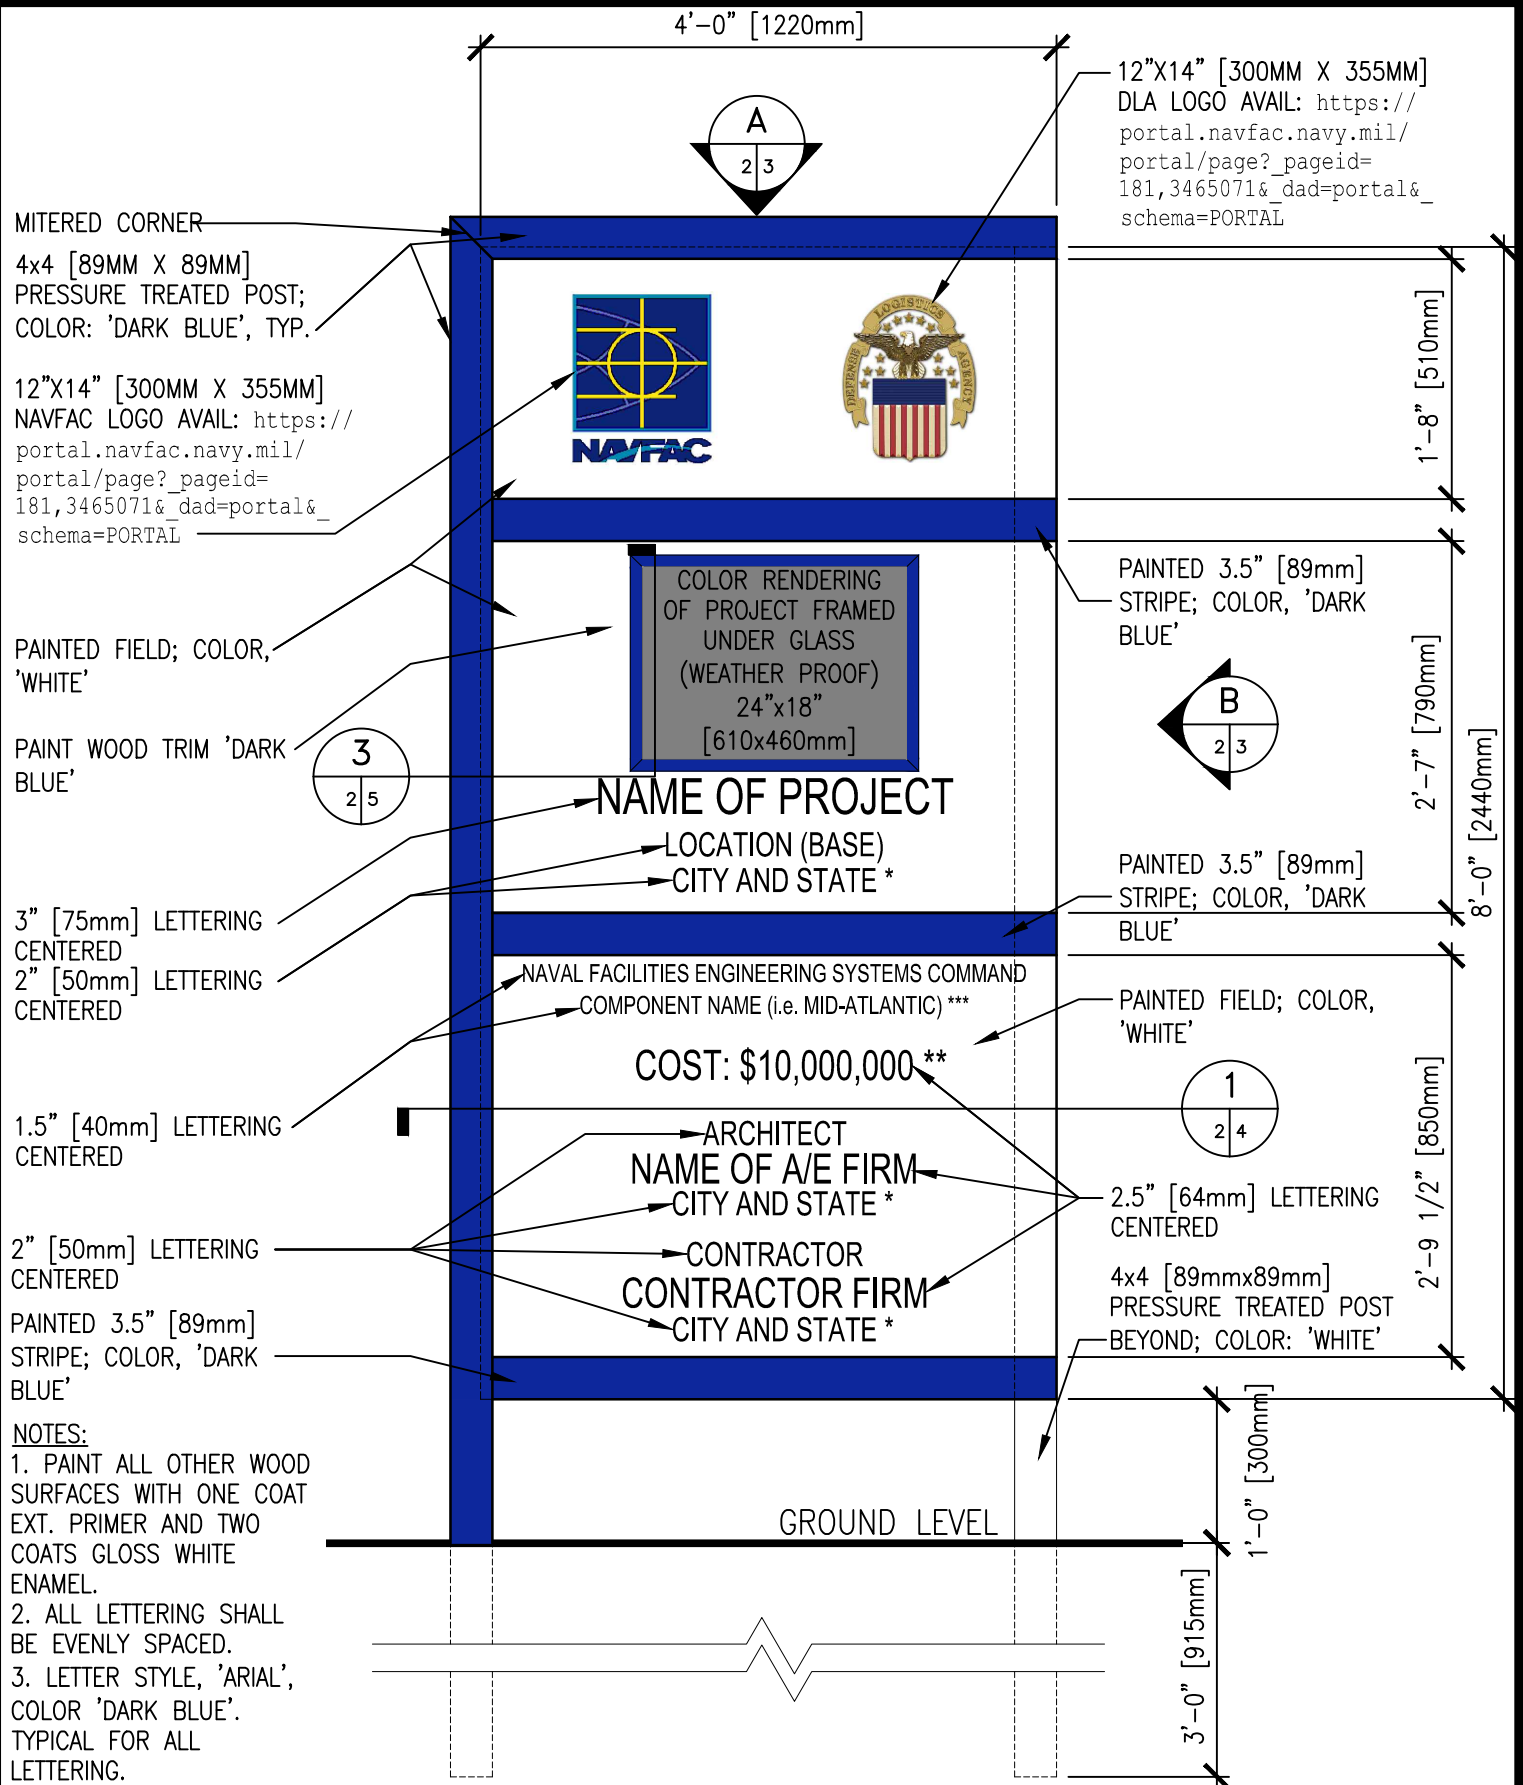 4'-0" [1220mm]
A
2 3
12"X14" [300MM X 355MM]
DLA LOGO AVAIL: https://
portal.navfac.navy.mil/
portal/page?_pageid=
181,3465071&_dad=portal&_
schema=PORTAL
MITERED CORNER
4x4 [89MM X 89MM]
PRESSURE TREATED POST;
COLOR: 'DARK BLUE', TYP.
12"X14" [300MM X 355MM]
NAVFAC LOGO AVAIL: https://
portal.navfac.navy.mil/
portal/page?_pageid=
181,3465071&_dad=portal&_
schema=PORTAL
NAVFAC
DEFENSE
LOGISTICS
AGENCY
1'-8" [510mm]
PAINTED FIELD; COLOR,
'WHITE'
PAINT WOOD TRIM 'DARK
BLUE'
3
2 5
COLOR RENDERING
OF PROJECT FRAMED
UNDER GLASS
(WEATHER PROOF)
24"x18"
[610x460mm]
PAINTED 3.5" [89mm]
STRIPE; COLOR, 'DARK
BLUE'
B
2 3
2'-7" [790mm]
8'-0" [2440mm]
NAME OF PROJECT
LOCATION (BASE)
CITY AND STATE *
3" [75mm] LETTERING
CENTERED
2" [50mm] LETTERING
CENTERED
PAINTED 3.5" [89mm]
STRIPE; COLOR, 'DARK
BLUE'
NAVAL FACILITIES ENGINEERING SYSTEMS COMMAND
COMPONENT NAME (i.e. MID-ATLANTIC) ***
COST: $10,000,000 **
PAINTED FIELD; COLOR,
'WHITE'
1
2 4
1.5" [40mm] LETTERING
CENTERED
ARCHITECT
NAME OF A/E FIRM
CITY AND STATE *
CONTRACTOR
CONTRACTOR FIRM
CITY AND STATE *
2.5" [64mm] LETTERING
CENTERED
2'-9 1/2" [850mm]
2" [50mm] LETTERING
CENTERED
4x4 [89mmx89mm]
PRESSURE TREATED POST
BEYOND; COLOR: 'WHITE'
PAINTED 3.5" [89mm]
STRIPE; COLOR, 'DARK
BLUE'
1'-0" [300mm]
GROUND LEVEL
3'-0" [915mm]
NOTES:
1. PAINT ALL OTHER WOOD
SURFACES WITH ONE COAT
EXT. PRIMER AND TWO
COATS GLOSS WHITE
ENAMEL.
2. ALL LETTERING SHALL
BE EVENLY SPACED.
3. LETTER STYLE, 'ARIAL',
COLOR 'DARK BLUE'.
TYPICAL FOR ALL
LETTERING.